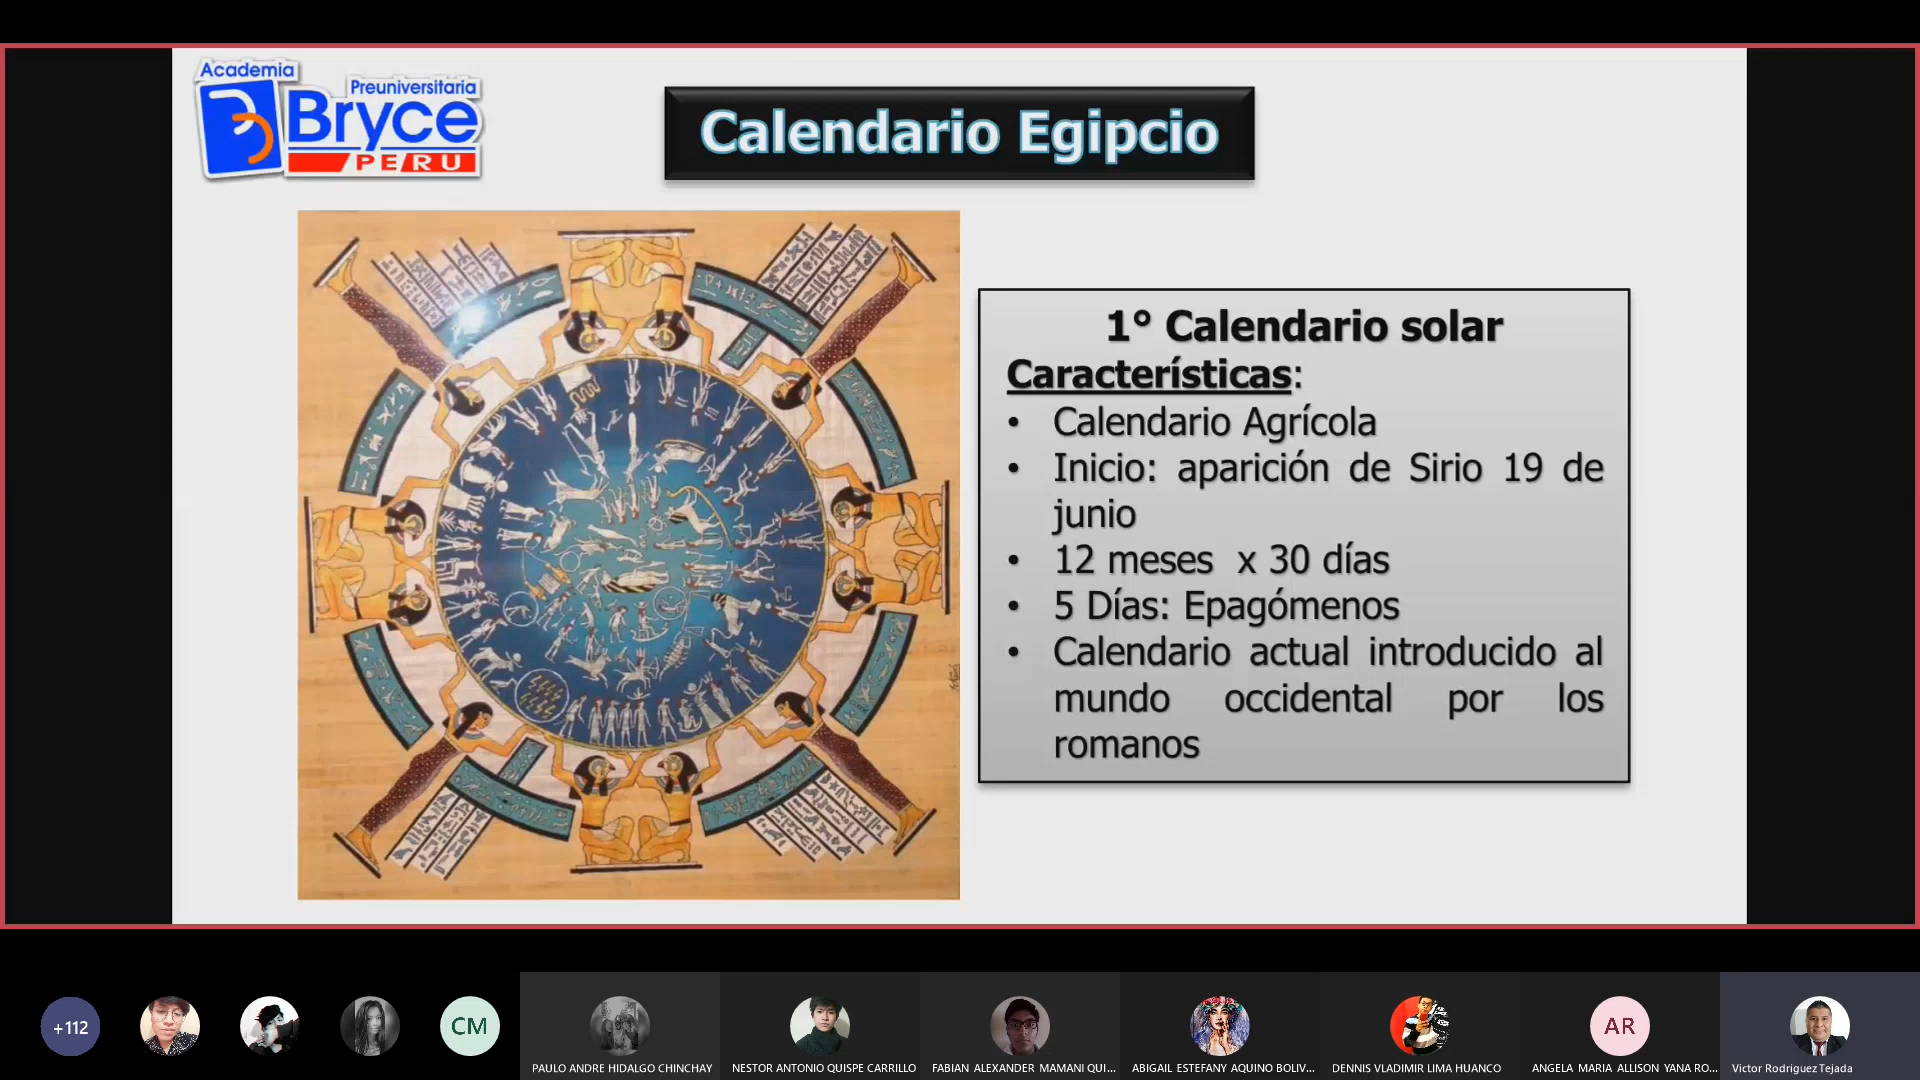 Academia
Preuniversitaria
Bryce
PERU
Calendario Egipcio
1° Calendario solar
Características:
• Calendario Agrícola
• Inicio: aparición de Sirio 19 de
junio
• 12 meses x 30 días
• 5 Días: Epagómenos
• Calendario actual introducido al
mundo occidental por los
romanos
+112
CM
AR
PAULO ANDRE HIDALGO CHINCHAY
NESTOR ANTONIO QUISPE CARRILLO
FABIAN ALEXANDER MAMANI QUI...
ABIGAIL ESTEFANY AQUINO BOLIV...
DENNIS VLADIMIR LIMA HUANCO
ANGELA MARIA ALLISON YANA RO...
Victor Rodriguez Tejada